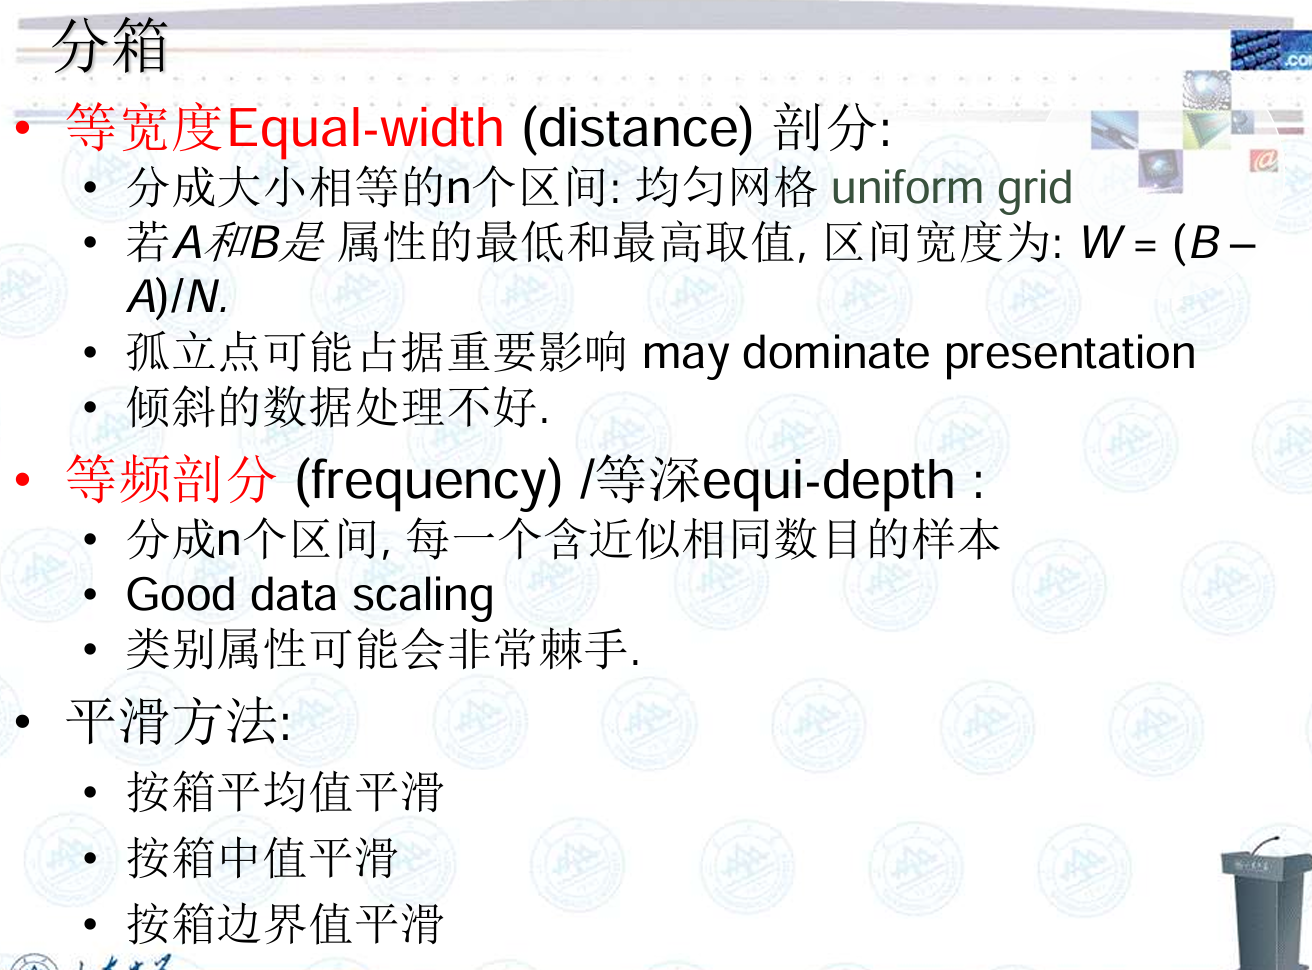 分箱
• 等宽度Equal-width (distance) 剖分:
• 分成大小相等的n个区间: 均匀网格 uniform grid
• 若A和B是 属性的最低和最高取值, 区间宽度为: W = (B –
A)/N.
• 孤立点可能占据重要影响 may dominate presentation
• 倾斜的数据处理不好.
• 等频剖分 (frequency) /等深equi-depth :
• 分成n个区间, 每一个含近似相同数目的样本
• Good data scaling
• 类别属性可能会非常棘手.
• 平滑方法:
• 按箱平均值平滑
• 按箱中值平滑
• 按箱边界值平滑
.CO
@